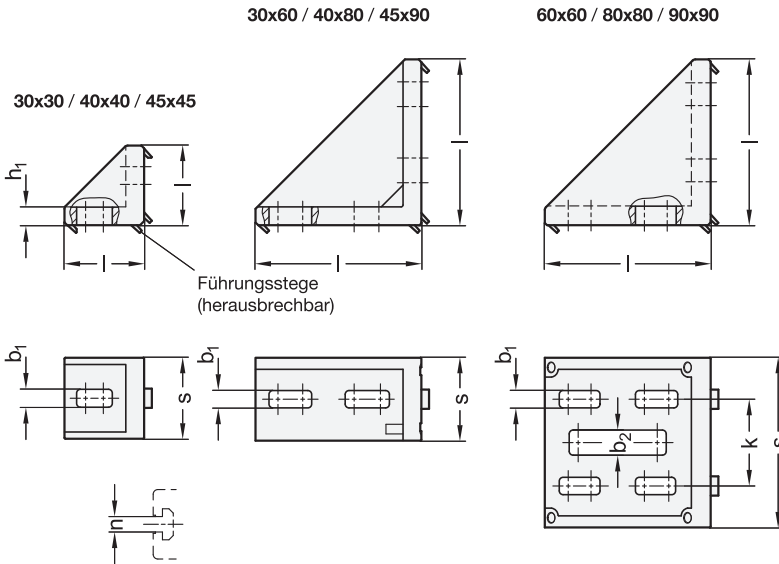 30x60 / 40x80 / 45x90
60x60 / 80x80 / 90x90
30x30 / 40x40 / 45x45
h1
l
l
l
l
l
l
Führungsstege
(herausbrechbar)
b1
s
b1
s
b1
b2
k
s
n